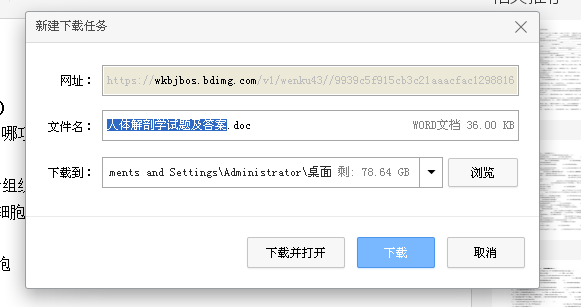 相关推荐
新建下载任务
网址： https://wkbjbos.bdimg.com/v1/wenku43//9939c5f915cb3c21aaacfac1298816
文件名： 人体解剖学试题及答案.doc WORD文档 36.00 KB
哪项
下载到： ments and Settings\Administrator\桌面 剩: 78.64 GB 浏览
组织
细胞
下载并打开 下载 取消
胞